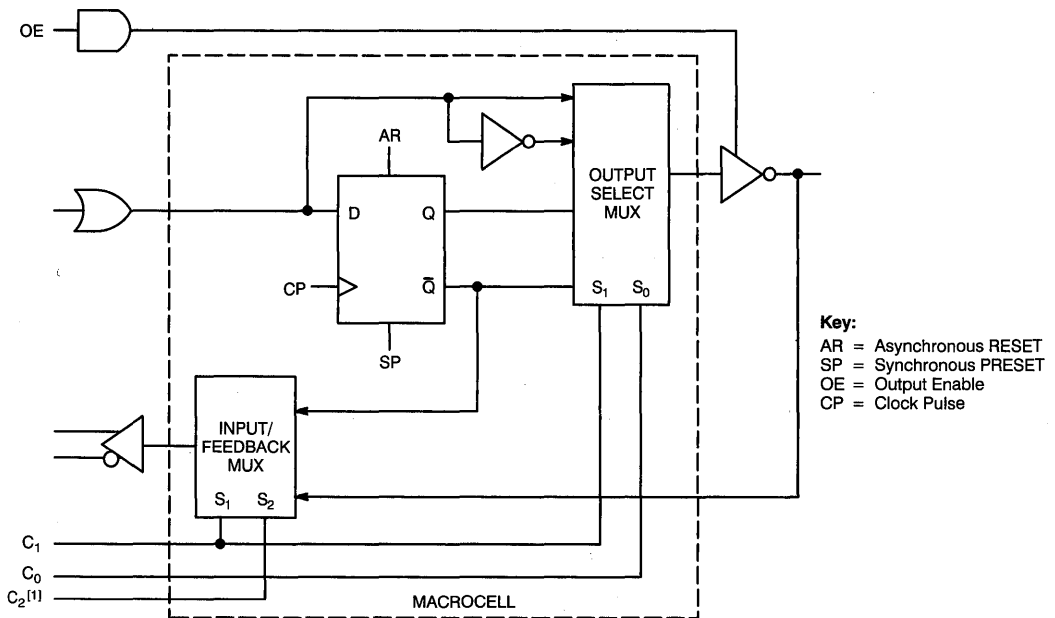 OE
AR
D Q
CP
Q̅
SP
OUTPUT
SELECT
MUX
S₁ S₀
Key:
AR = Asynchronous RESET
SP = Synchronous PRESET
OE = Output Enable
CP = Clock Pulse
INPUT/
FEEDBACK
MUX
S₁ S₂
C₁
C₀
C₂[1]
MACROCELL